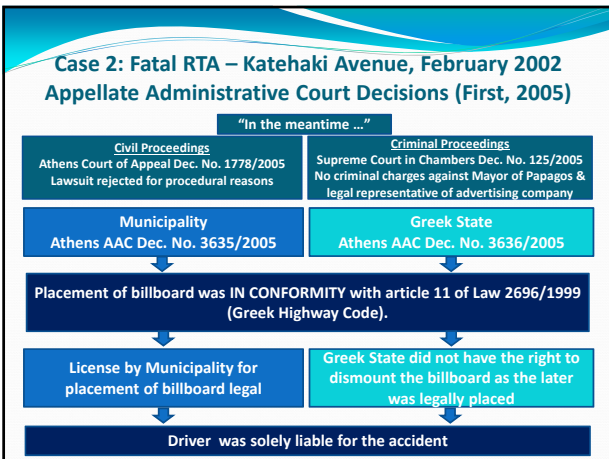 Case 2: Fatal RTA – Katehaki Avenue, February 2002
Appellate Administrative Court Decisions (First, 2005)
“In the meantime …”
Civil Proceedings
Athens Court of Appeal Dec. No. 1778/2005
Lawsuit rejected for procedural reasons
Criminal Proceedings
Supreme Court in Chambers Dec. No. 125/2005
No criminal charges against Mayor of Papagos &
legal representative of advertising company
Municipality
Athens AAC Dec. No. 3635/2005
Greek State
Athens AAC Dec. No. 3636/2005
Placement of billboard was IN CONFORMITY with article 11 of Law 2696/1999
(Greek Highway Code).
License by Municipality for
placement of billboard legal
Greek State did not have the right to
dismount the billboard as the later
was legally placed
Driver was solely liable for the accident